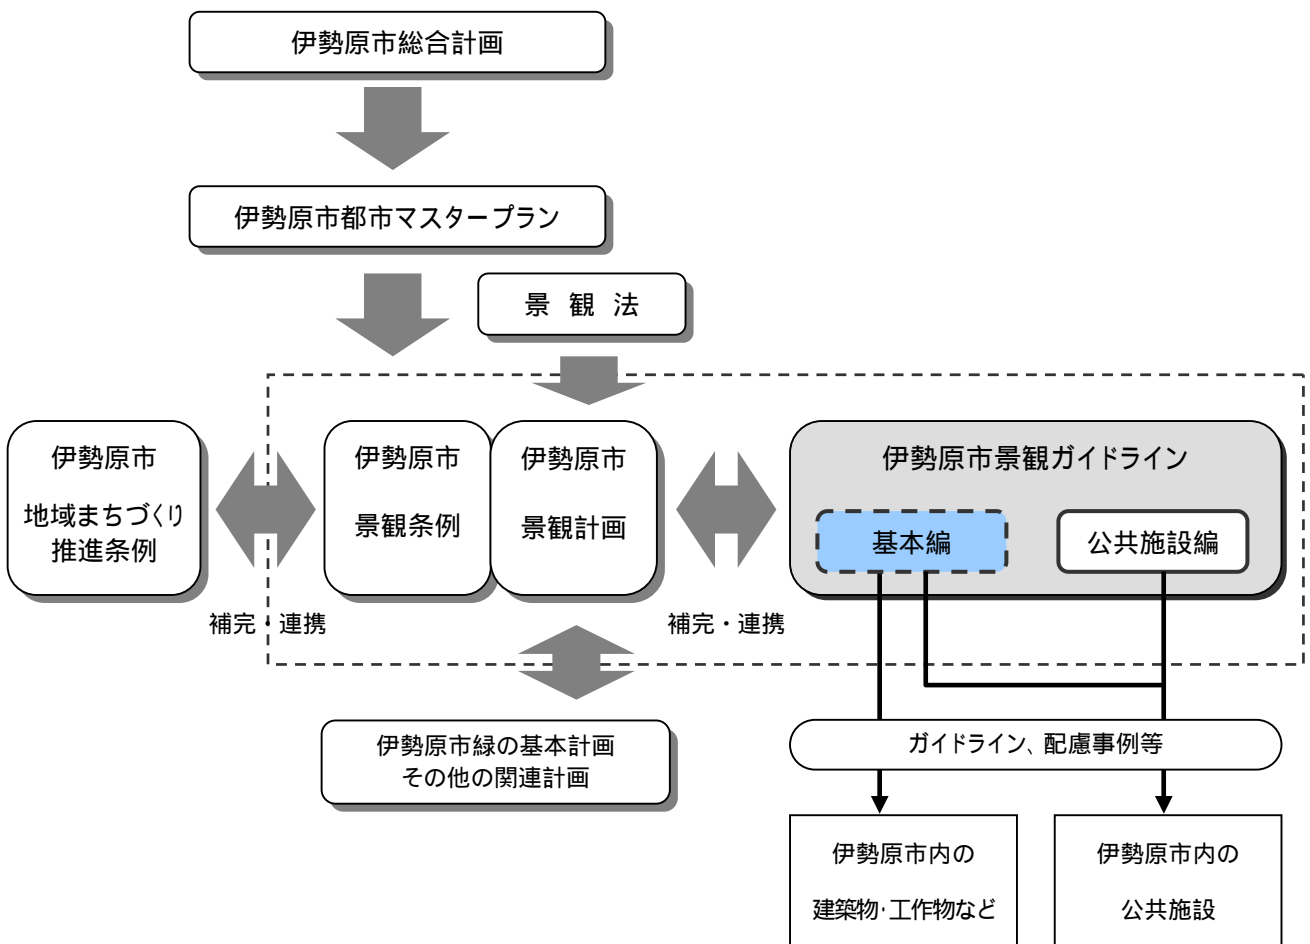 伊勢原市総合計画
伊勢原市都市マスタープラン
景 観 法
伊勢原市
地域まちづくり
推進条例
伊勢原市
景観条例
伊勢原市
景観計画
伊勢原市景観ガイドライン
基本編
公共施設編
補完・連携
補完・連携
伊勢原市緑の基本計画
その他の関連計画
ガイドライン、配慮事例等
伊勢原市内の
建築物・工作物など
伊勢原市内の
公共施設